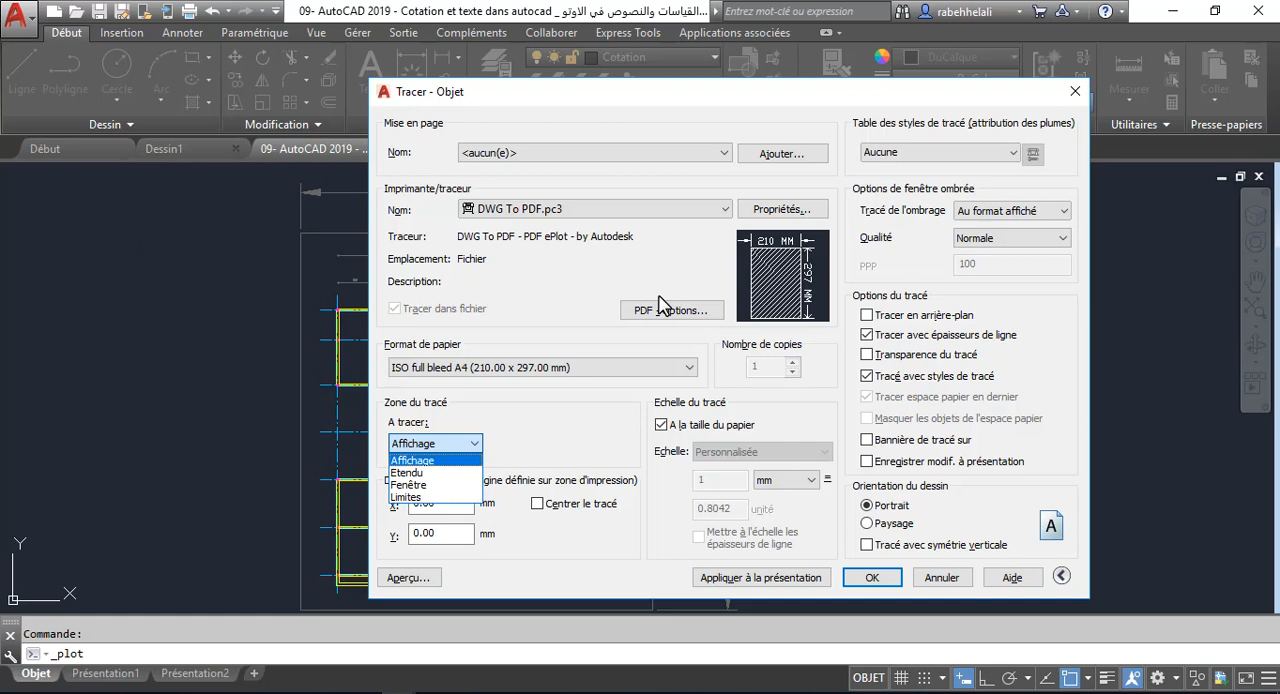 09- AutoCAD 2019 - Cotation et texte dans autocad _ القياسات والنصوص في الاوتو...
Entrez mot-clé ou expression
rabehhelali
Début Insertion Annoter Paramétrique Vue Gérer Sortie Compléments Collaborer Express Tools Applications associées
Ligne Polyligne Cercle Arc
Cotation
DuCalque
Mesurer
Coller
Dessin
Modification
Utilitaires
Presse-papiers
Début
Dessin1
09- AutoCAD 2019 - ...
Tracer - Objet
Mise en page
Nom:
<aucun(e)>
Ajouter...
Table des styles de tracé (attribution des plumes)
Aucune
Imprimante/traceur
Nom:
DWG To PDF.pc3
Propriétés...
Traceur:
DWG To PDF - PDF ePlot - by Autodesk
Emplacement:
Fichier
Description:
Tracer dans fichier
PDF Options...
210 MM
297 MM
Options de fenêtre ombrée
Tracé de l'ombrage
Au format affiché
Qualité
Normale
PPP
100
Format de papier
ISO full bleed A4 (210.00 x 297.00 mm)
Nombre de copies
1
Options du tracé
Tracer en arrière-plan
Tracer avec épaisseurs de ligne
Transparence du tracé
Tracé avec styles de tracé
Tracer espace papier en dernier
Masquer les objets de l'espace papier
Bannière de tracé sur
Enregistrer modif. à présentation
Zone du tracé
A tracer:
Affichage
Affichage
Etendu
Fenêtre
Limites
gine définie sur zone d'impression)
X:
0.00
mm
Centrer le tracé
Y:
0.00
mm
Echelle du tracé
A la taille du papier
Echelle:
Personnalisée
1
mm
=
0.8042
unité
Mettre à l'échelle les
épaisseurs de ligne
Orientation du dessin
Portrait
Paysage
Tracé avec symétrie verticale
A
Aperçu...
Appliquer à la présentation
OK
Annuler
Aide
Y
X
Commande:
_plot
Objet
Présentation1
Présentation2
OBJET